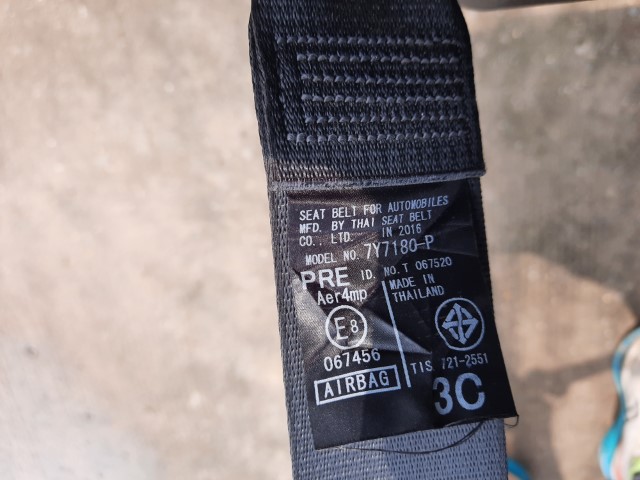 SEAT BELT FOR AUTOMOBILES
MFD. BY THAI SEAT BELT
CO., LTD. IN 2016
MODEL NO. 7Y7180-P
PRE ID. NO. T 067520
Aer4mp
MADE IN
THAILAND
E8
067456
TIS 721-2551
AIRBAG
3C